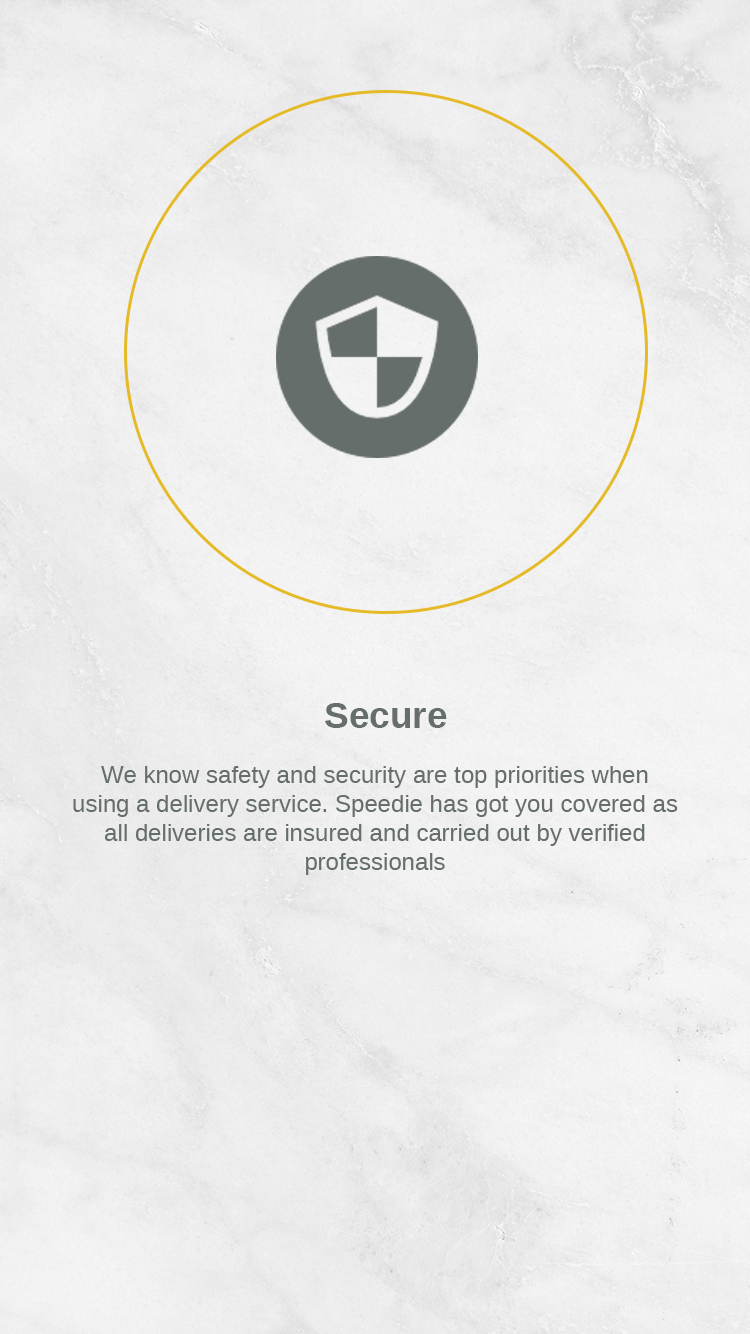 Secure
We know safety and security are top priorities when
using a delivery service. Speedie has got you covered as
all deliveries are insured and carried out by verified
professionals